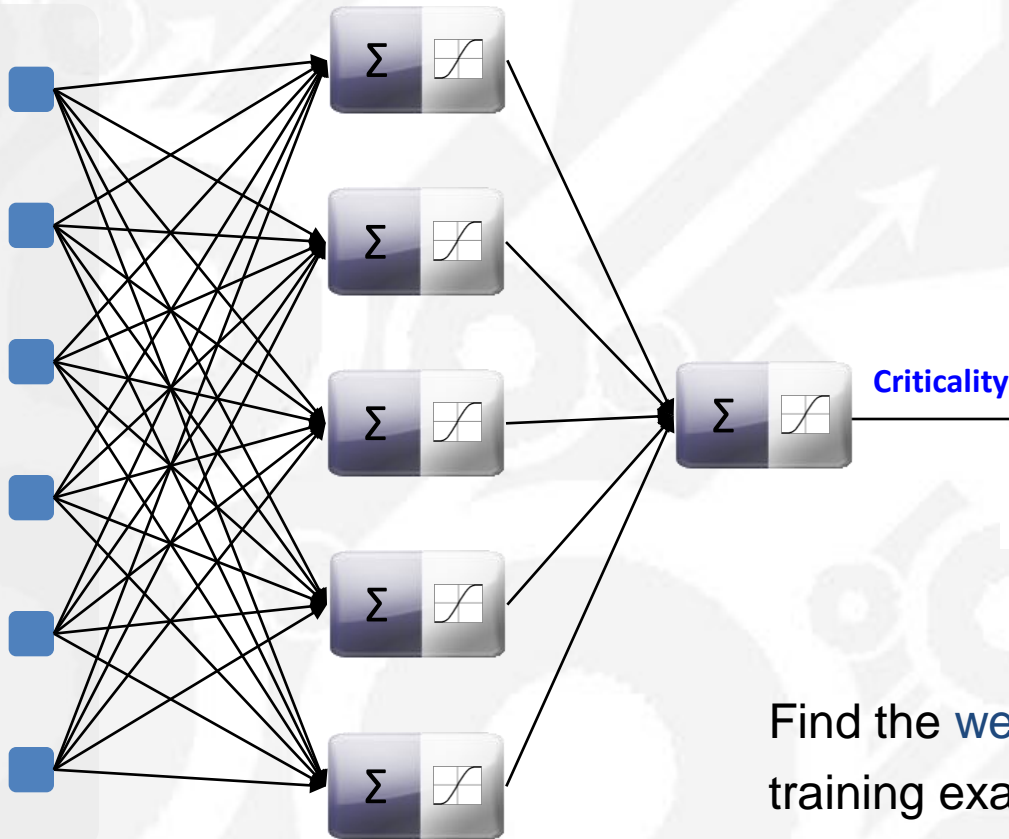 Σ
Σ
Σ
Σ
Criticality
Σ
Find the we
Σ
training exa